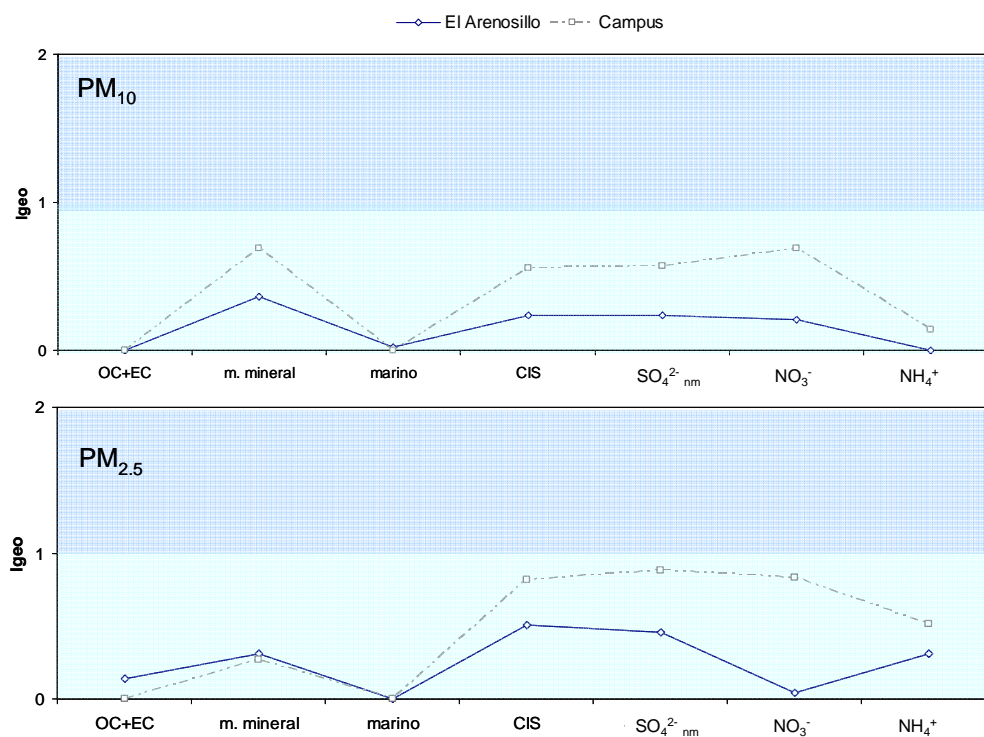 El Arenosillo Campus
2
PM₁₀
1
Igeo
0
OC+EC m. mineral marino CIS SO₄²⁻ nm NO₃⁻ NH₄⁺
2
PM₂.₅
1
Igeo
0
OC+EC m. mineral marino CIS SO₄²⁻ nm NO₃⁻ NH₄⁺